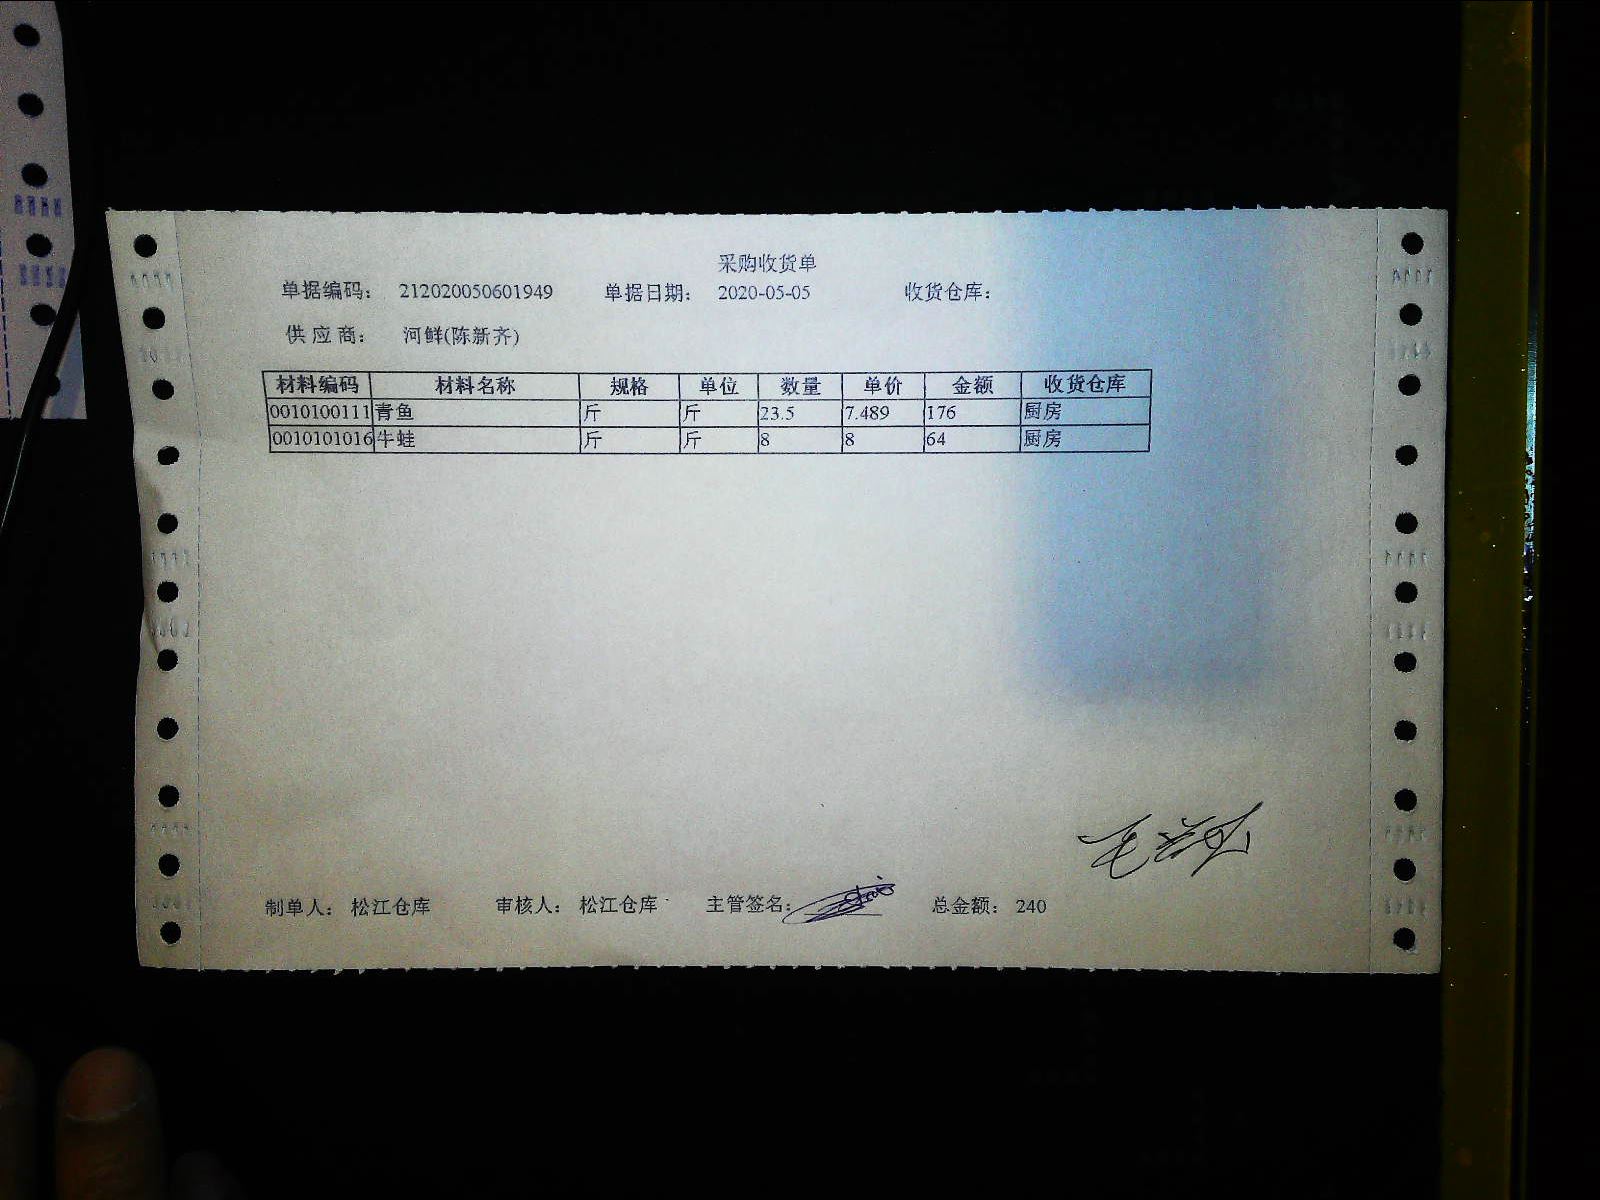 采购收货单
单据编码： 212020050601949 单据日期： 2020-05-05 收货仓库：
供应商： 河鲜(陈新齐)
材料编码 材料名称 规格 单位 数量 单价 金额 收货仓库
0010100111 青鱼 斤 斤 23.5 7.489 176 厨房
0010101016 牛蛙 斤 斤 8 8 64 厨房
制单人： 松江仓库 审核人： 松江仓库 主管签名： 总金额： 240